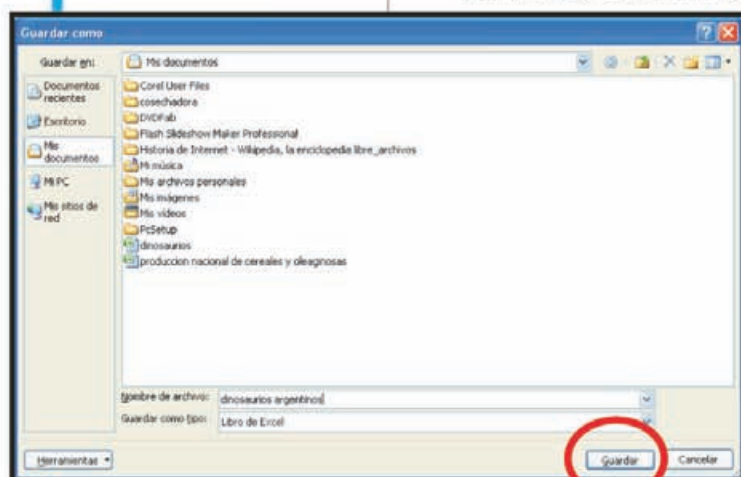 Guardar como
Guardar en: Mis documentos
Documentos recientes
Escritorio
Mis documentos
Mi PC
Mis sitios de red
Corel User Files
cosechadora
DVDFab
Flash Slideshow Maker Professional
Historia de Internet - Wikipedia, la enciclopedia libre_archivos
Mi música
Mis archivos personales
Mis imágenes
Mis vídeos
PcSetup
dinosaurios
produccion nacional de cereales y oleaginosas
Nombre de archivo: dinosaurios argentinos
Guardar como tipo: Libro de Excel
Herramientas
Guardar
Cancelar